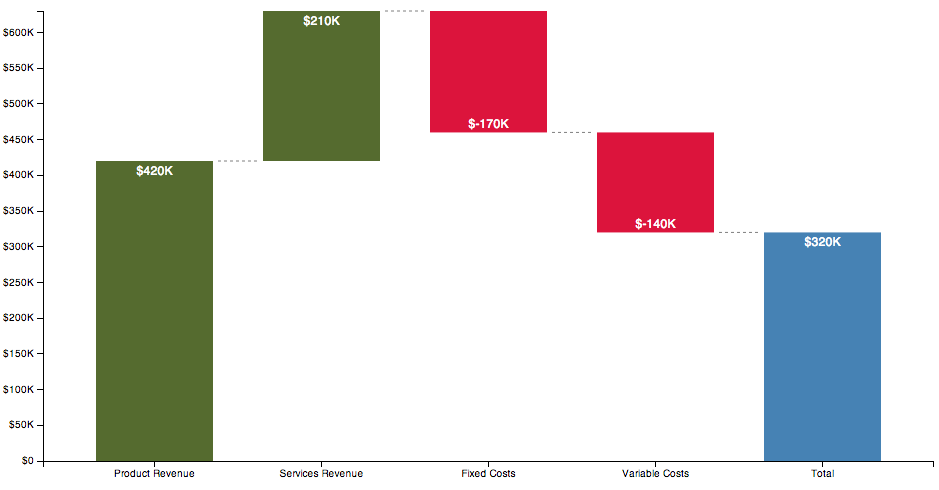 $600K
$550K
$500K
$450K
$400K
$350K
$300K
$250K
$200K
$150K
$100K
$50K
$0
$420K
$210K
$-170K
$-140K
$320K
Product Revenue
Services Revenue
Fixed Costs
Variable Costs
Total